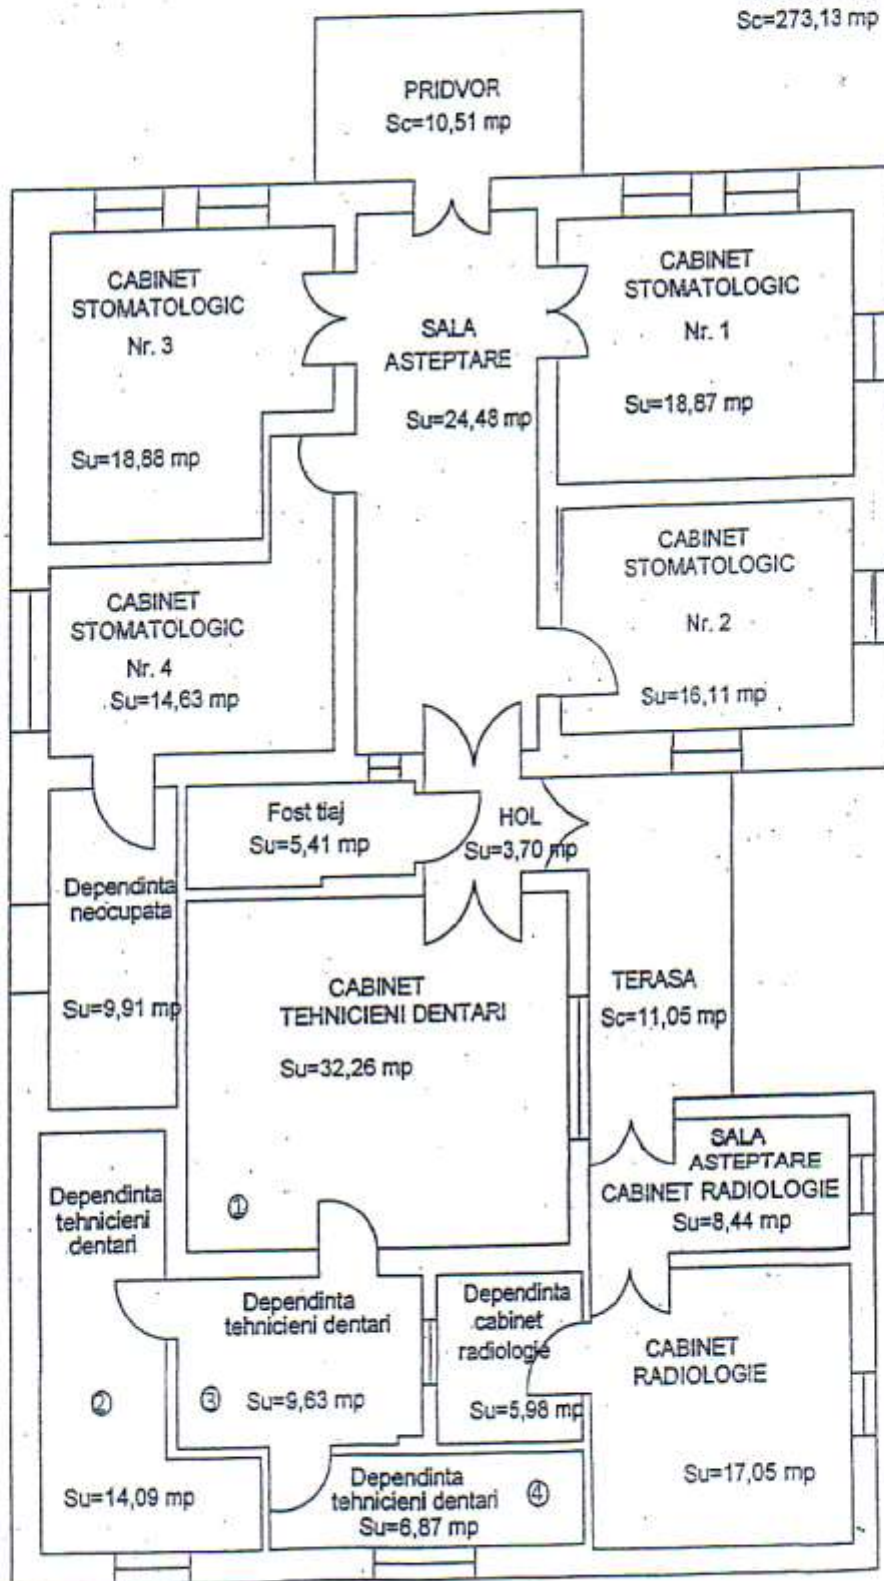 Sc=273,13 mp
PRIDVOR
Sc=10,51 mp
CABINET
STOMATOLOGIC
Nr. 3
Su=18,88 mp
SALA
ASTEPTARE
Su=24,48 mp
CABINET
STOMATOLOGIC
Nr. 1
Su=18,87 mp
CABINET
STOMATOLOGIC
Nr. 2
Su=16,11 mp
CABINET
STOMATOLOGIC
Nr. 4
Su=14,63 mp
Fost tiaj
Su=5,41 mp
HOL
Su=3,70 mp
Dependinta
neocupata
Su=9,91 mp
CABINET
TEHNICIENI DENTARI
Su=32,26 mp
①
TERASA
Sc=11,05 mp
SALA
ASTEPTARE
CABINET RADIOLOGIE
Su=8,44 mp
Dependinta
tehnicieni
dentari
②
Su=14,09 mp
Dependinta
tehnicieni dentari
③ Su=9,63 mp
Dependinta
cabinet
radiologie
Su=5,98 mp
CABINET
RADIOLOGIE
Su=17,05 mp
Dependinta
tehnicieni dentari ④
Su=6,87 mp